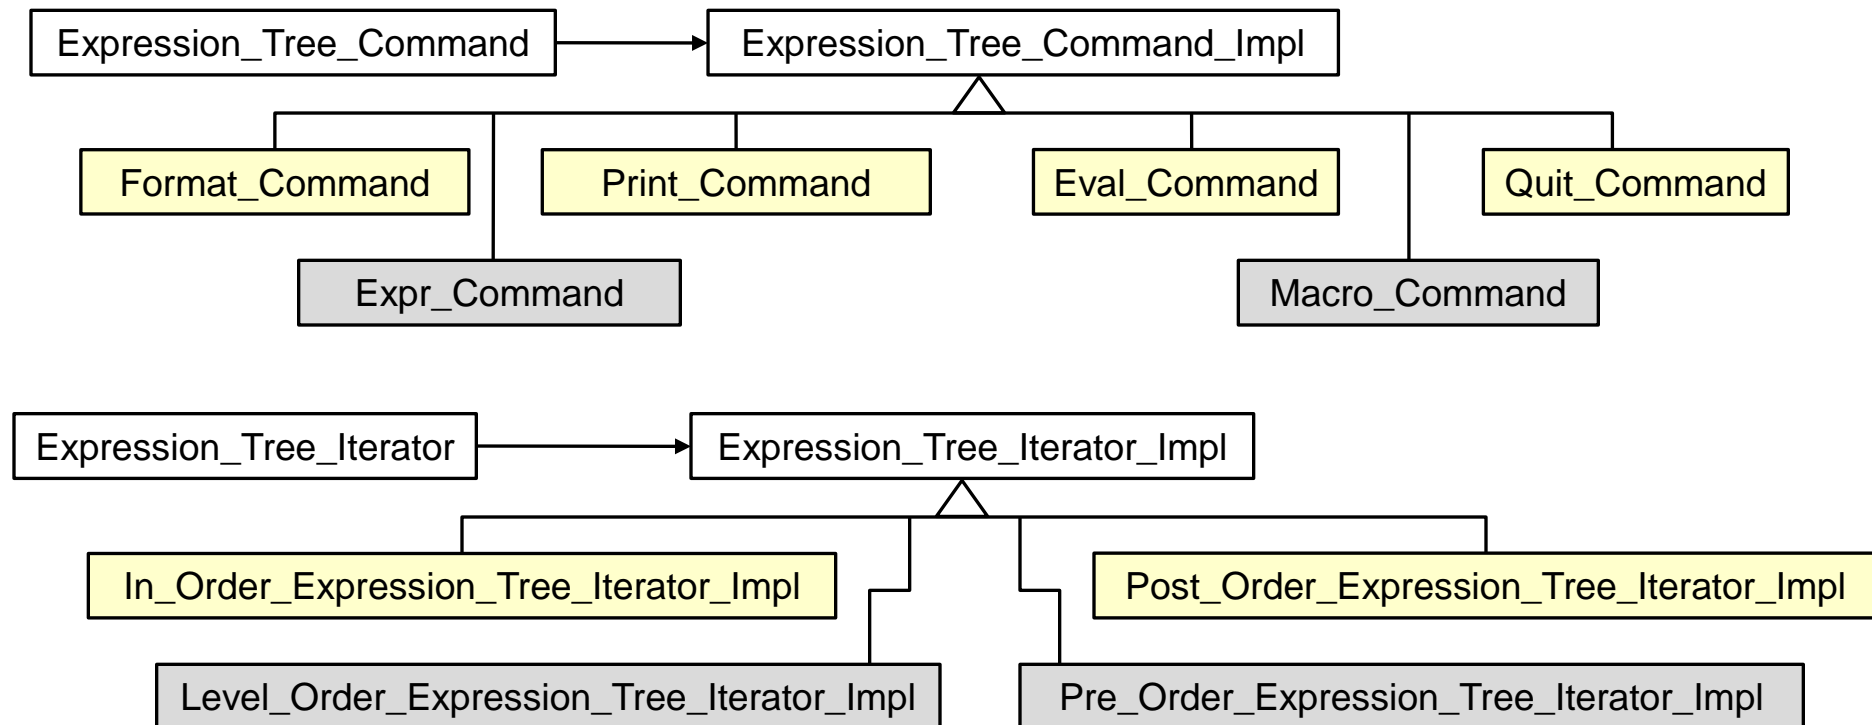 Expression_Tree_Command
Expression_Tree_Command_Impl
Format_Command
Print_Command
Eval_Command
Quit_Command
Expr_Command
Macro_Command
Expression_Tree_Iterator
Expression_Tree_Iterator_Impl
In_Order_Expression_Tree_Iterator_Impl
Post_Order_Expression_Tree_Iterator_Impl
Level_Order_Expression_Tree_Iterator_Impl
Pre_Order_Expression_Tree_Iterator_Impl